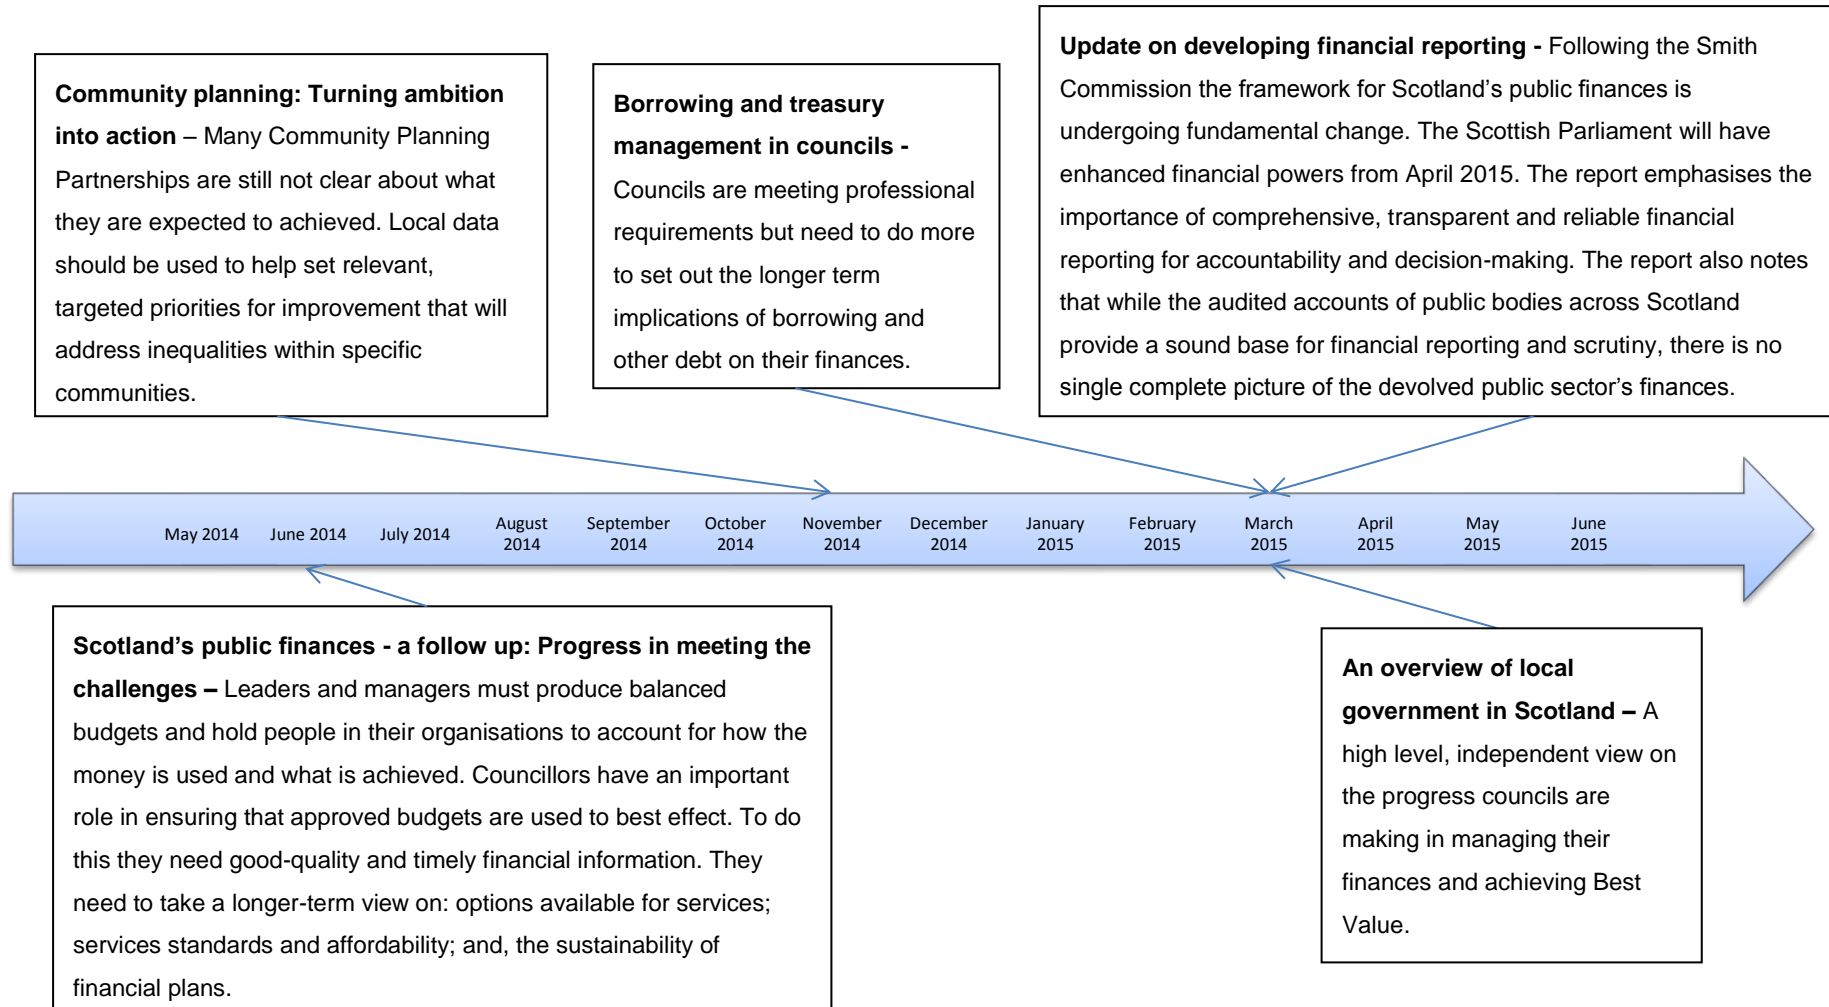 Community planning: Turning ambition
into action – Many Community Planning
Partnerships are still not clear about what
they are expected to achieved. Local data
should be used to help set relevant,
targeted priorities for improvement that will
address inequalities within specific
communities.
Borrowing and treasury
management in councils -
Councils are meeting professional
requirements but need to do more
to set out the longer term
implications of borrowing and
other debt on their finances.
Update on developing financial reporting - Following the Smith
Commission the framework for Scotland’s public finances is
undergoing fundamental change. The Scottish Parliament will have
enhanced financial powers from April 2015. The report emphasises the
importance of comprehensive, transparent and reliable financial
reporting for accountability and decision-making. The report also notes
that while the audited accounts of public bodies across Scotland
provide a sound base for financial reporting and scrutiny, there is no
single complete picture of the devolved public sector’s finances.
May 2014
June 2014
July 2014
August
2014
September
2014
October
2014
November
2014
December
2014
January
2015
February
2015
March
2015
April
2015
May
2015
June
2015
Scotland’s public finances - a follow up: Progress in meeting the
challenges – Leaders and managers must produce balanced
budgets and hold people in their organisations to account for how the
money is used and what is achieved. Councillors have an important
role in ensuring that approved budgets are used to best effect. To do
this they need good-quality and timely financial information. They
need to take a longer-term view on: options available for services;
services standards and affordability; and, the sustainability of
financial plans.
An overview of local
government in Scotland – A
high level, independent view on
the progress councils are
making in managing their
finances and achieving Best
Value.